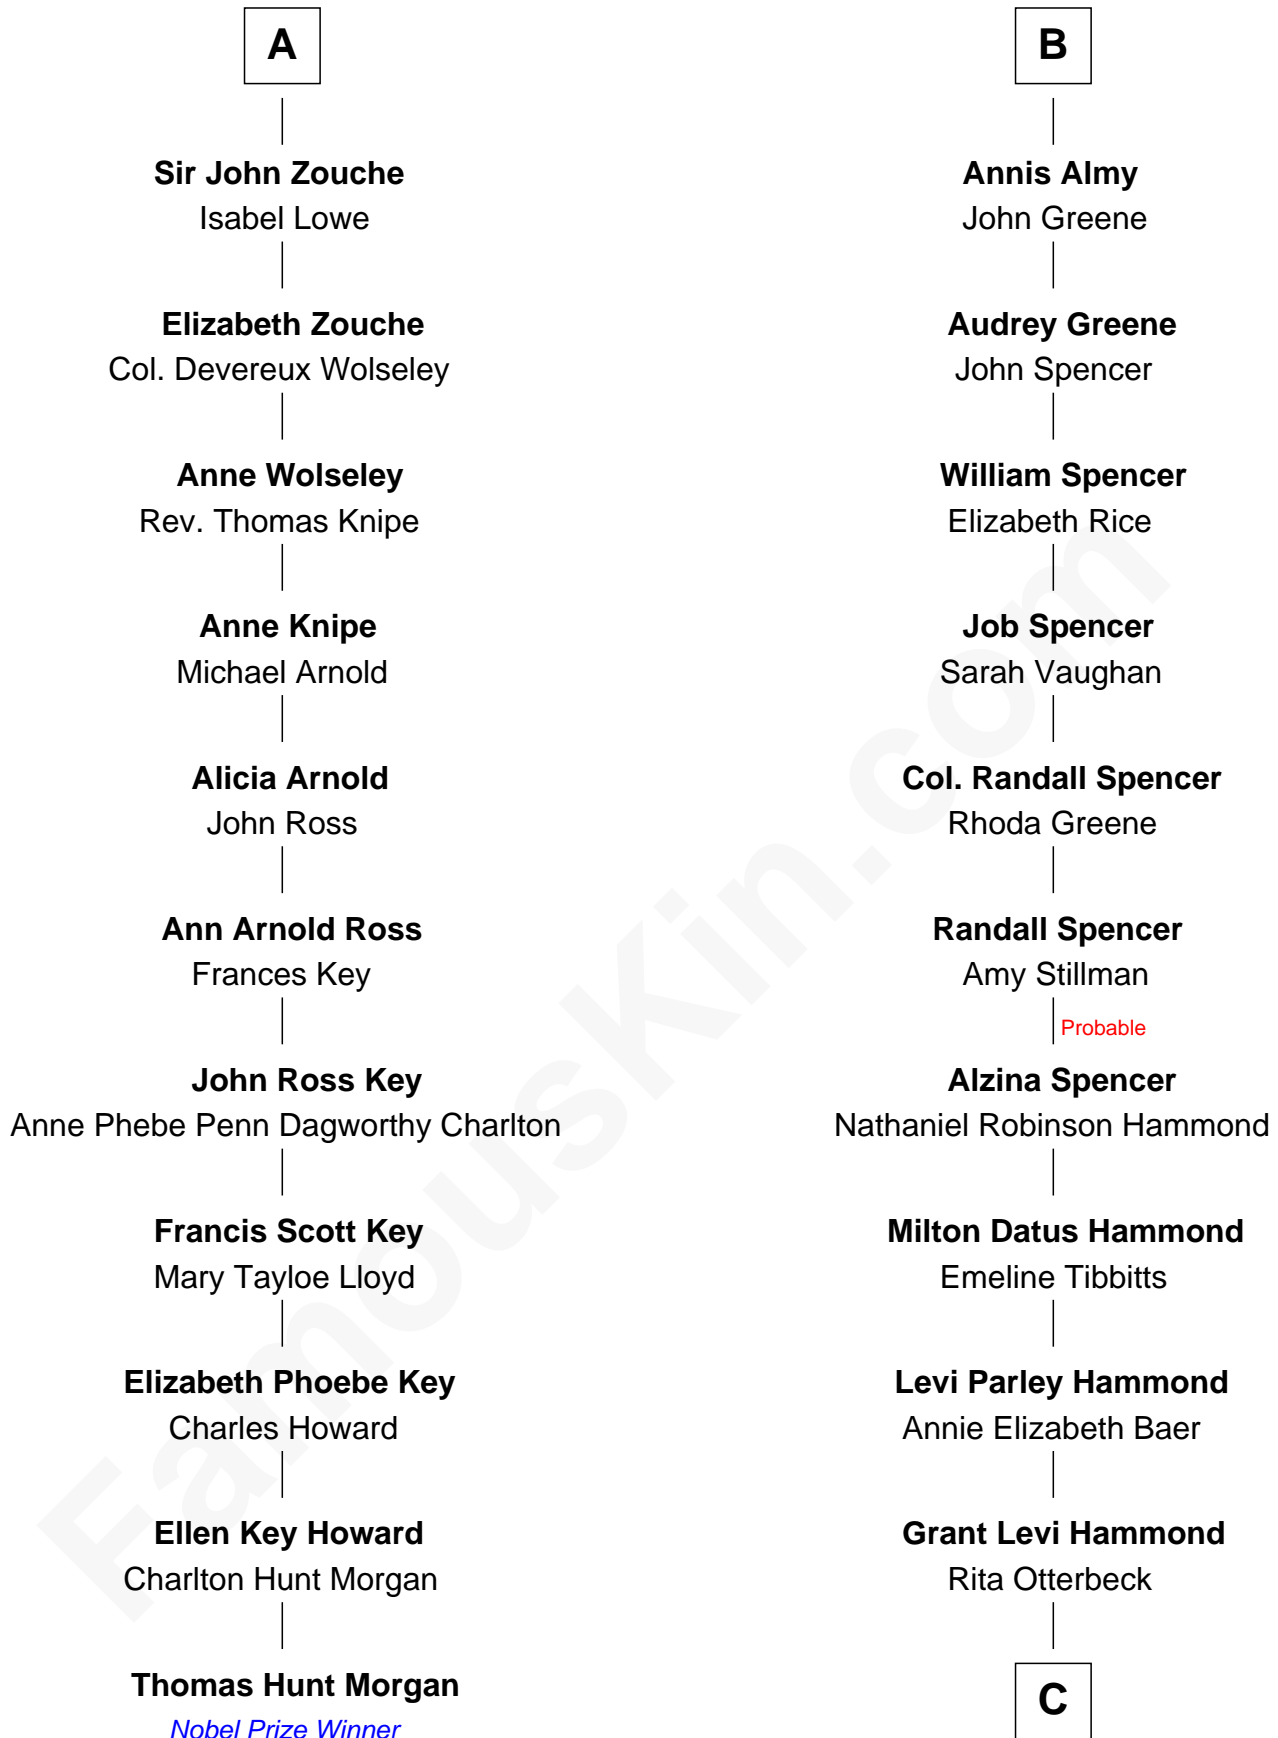 A
Sir John Zouche
Isabel Lowe
Elizabeth Zouche
Col. Devereux Wolseley
Anne Wolseley
Rev. Thomas Knipe
Anne Knipe
Michael Arnold
Alicia Arnold
John Ross
Ann Arnold Ross
Frances Key
John Ross Key
Anne Phebe Penn Dagworthy Charlton
Francis Scott Key
Mary Tayloe Lloyd
Elizabeth Phoebe Key
Charles Howard
Ellen Key Howard
Charlton Hunt Morgan
Thomas Hunt Morgan
Nobel Prize Winner
B
Annis Almy
John Greene
Audrey Greene
John Spencer
William Spencer
Elizabeth Rice
Job Spencer
Sarah Vaughan
Col. Randall Spencer
Rhoda Greene
Randall Spencer
Amy Stillman
Probable
Alzina Spencer
Nathaniel Robinson Hammond
Milton Datus Hammond
Emeline Tibbitts
Levi Parley Hammond
Annie Elizabeth Baer
Grant Levi Hammond
Rita Otterbeck
C
FamousKin.com